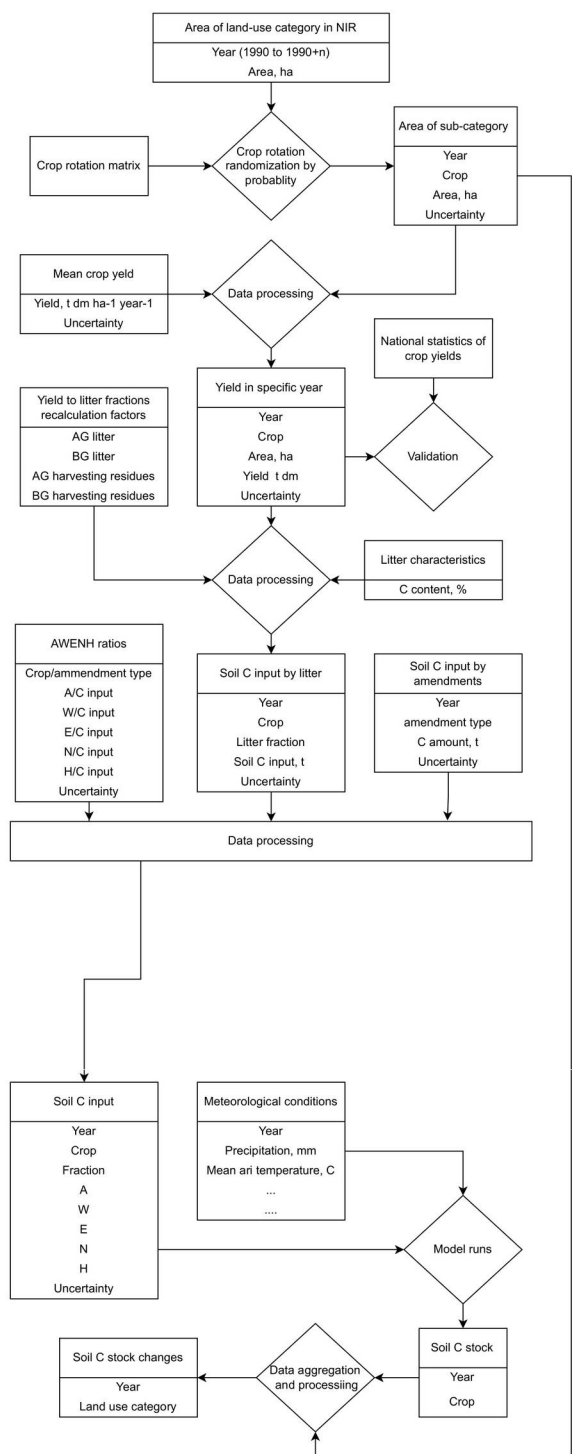 Area of land-use category in NIR
Year (1990 to 1990+n)
Area, ha
Crop rotation matrix
Crop rotation
randomization by
probablity
Area of sub-category
Year
Crop
Area, ha
Uncertainty
Mean crop yeld
Yield, t dm ha-1 year-1
Uncertainty
Data processing
National statistics of
crop yields
Yield to litter fractions
recalculation factors
AG litter
BG litter
AG harvesting residues
BG harvesting residues
Yield in specific year
Year
Crop
Area, ha
Yield t dm
Uncertainty
Validation
Data processing
Litter characteristics
C content, %
AWENH ratios
Crop/ammendment type
A/C input
W/C input
E/C input
N/C input
H/C input
Uncertainty
Soil C input by litter
Year
Crop
Litter fraction
Soil C input, t
Uncertainty
Soil C input by
amendments
Year
amendment type
C amount, t
Uncertainty
Data processing
Soil C input
Year
Crop
Fraction
A
W
E
N
H
Uncertainty
Meteorological conditions
Year
Precipitation, mm
Mean ari temperature, C
...
....
Model runs
Soil C stock changes
Year
Land use category
Data aggregation
and processiing
Soil C stock
Year
Crop